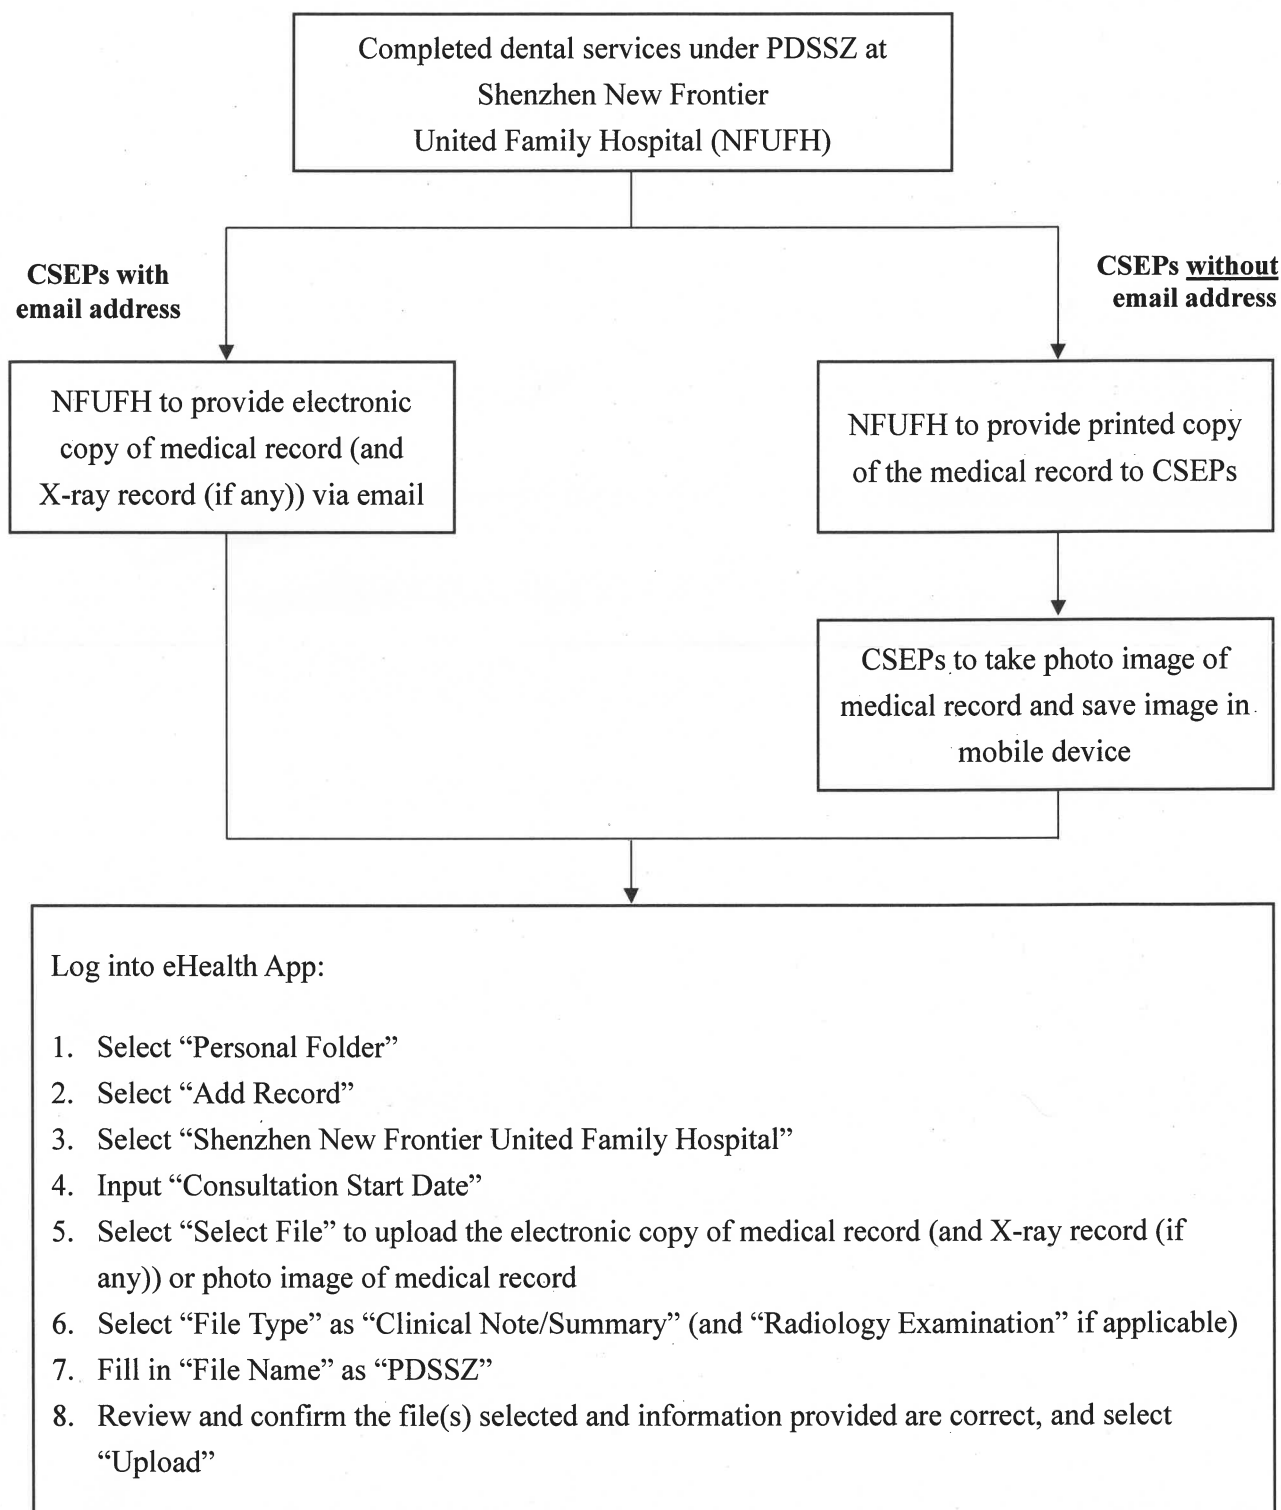 Completed dental services under PDSSZ at
Shenzhen New Frontier
United Family Hospital (NFUFH)
CSEPs with
email address
CSEPs without
email address
NFUFH to provide electronic
copy of medical record (and
X-ray record (if any)) via email
NFUFH to provide printed copy
of the medical record to CSEPs
CSEPs to take photo image of
medical record and save image in
mobile device
Log into eHealth App:
1. Select “Personal Folder”
2. Select “Add Record”
3. Select “Shenzhen New Frontier United Family Hospital”
4. Input “Consultation Start Date”
5. Select “Select File” to upload the electronic copy of medical record (and X-ray record (if
any)) or photo image of medical record
6. Select “File Type” as “Clinical Note/Summary” (and “Radiology Examination” if applicable)
7. Fill in “File Name” as “PDSSZ”
8. Review and confirm the file(s) selected and information provided are correct, and select
“Upload”